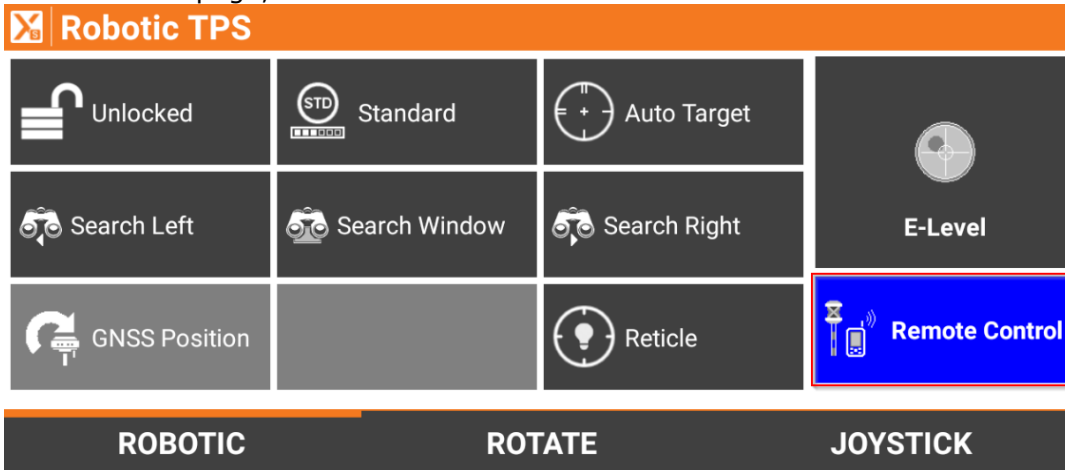 Robotic TPS
Unlocked
STD
Standard
Auto Target
Search Left
Search Window
Search Right
E-Level
GNSS Position
Reticle
Remote Control
ROBOTIC
ROTATE
JOYSTICK